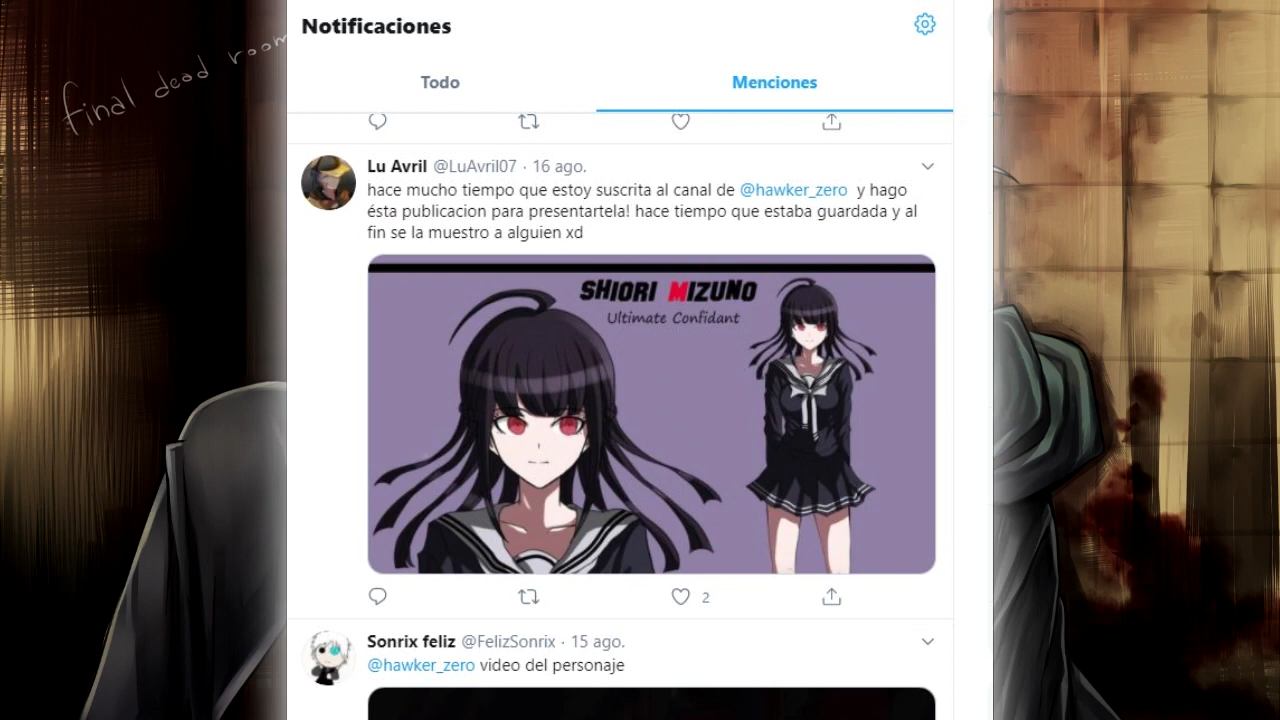 final dead room
Notificaciones
Todo
Menciones
Lu Avril @LuAvril07 · 16 ago.
hace mucho tiempo que estoy suscrita al canal de @hawker_zero y hago
ésta publicacion para presentartela! hace tiempo que estaba guardada y al
fin se la muestro a alguien xd
SHIORI MIZUNO
Ultimate Confidant
2
Sonrix feliz @FelizSonrix · 15 ago.
@hawker_zero video del personaje